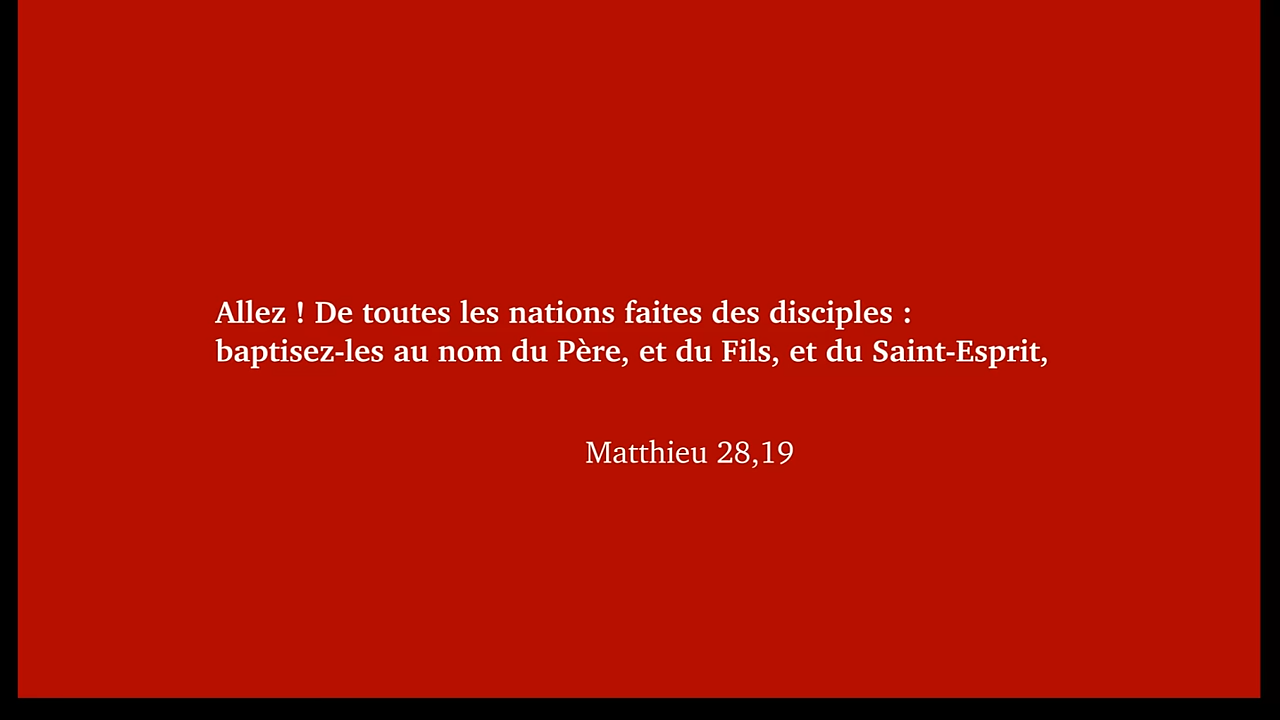 Allez ! De toutes les nations faites des disciples :
baptisez-les au nom du Père, et du Fils, et du Saint-Esprit,
Matthieu 28,19